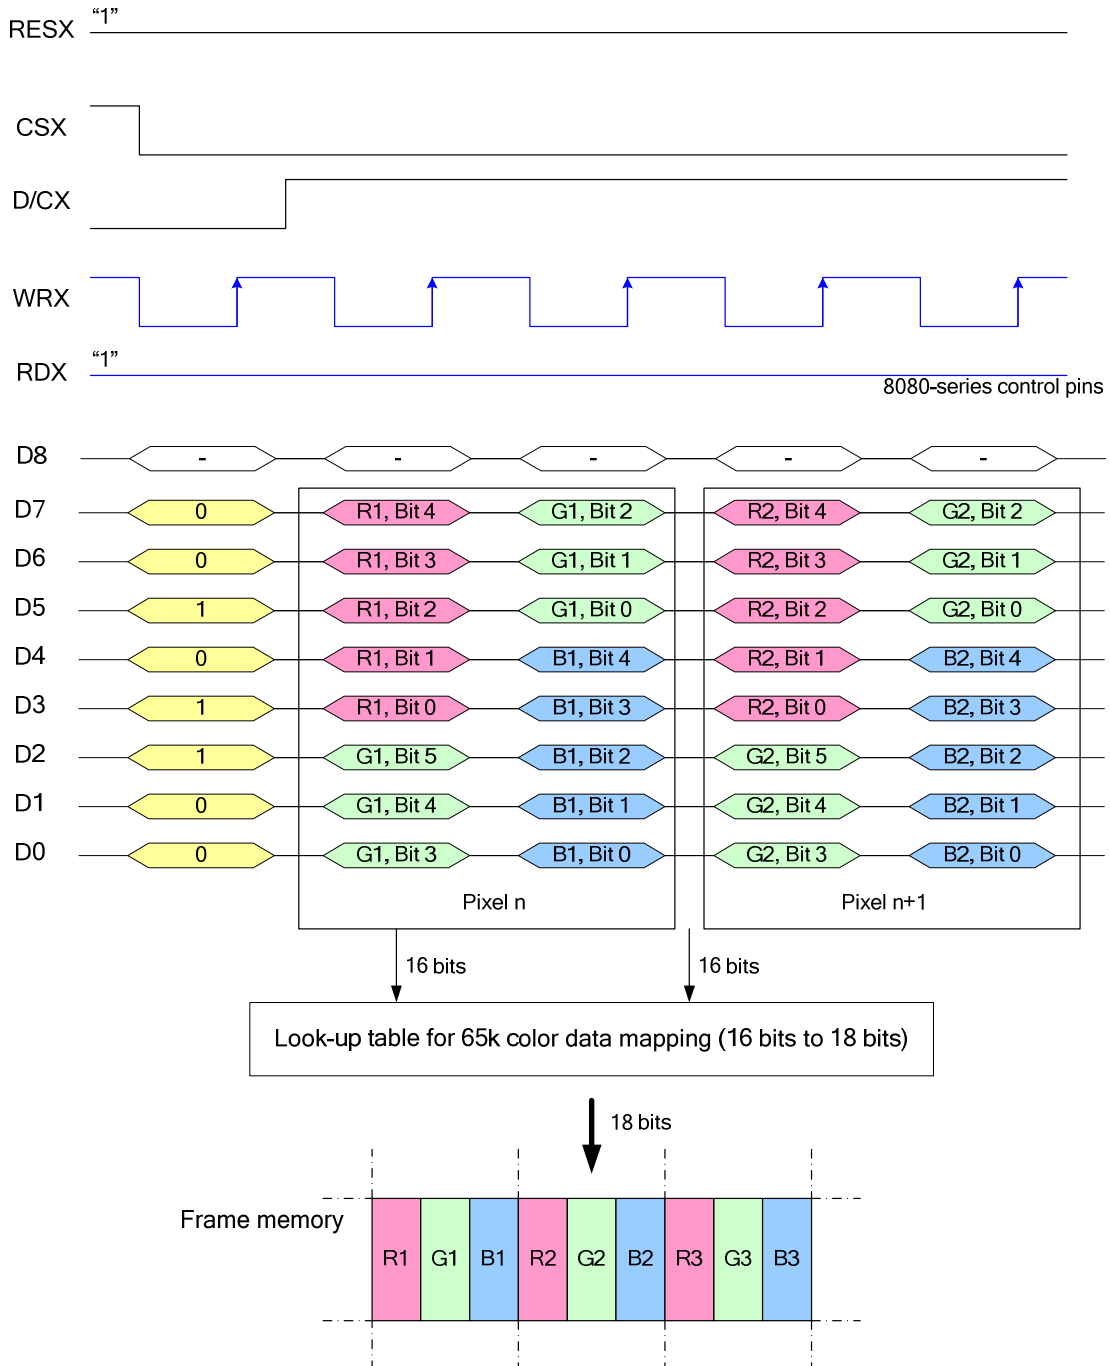 RESX “1”
CSX
D/CX
WRX
RDX “1”
8080-series control pins
D8 - - - - -
D7 0 R1, Bit 4 G1, Bit 2 R2, Bit 4 G2, Bit 2
D6 0 R1, Bit 3 G1, Bit 1 R2, Bit 3 G2, Bit 1
D5 1 R1, Bit 2 G1, Bit 0 R2, Bit 2 G2, Bit 0
D4 0 R1, Bit 1 B1, Bit 4 R2, Bit 1 B2, Bit 4
D3 1 R1, Bit 0 B1, Bit 3 R2, Bit 0 B2, Bit 3
D2 1 G1, Bit 5 B1, Bit 2 G2, Bit 5 B2, Bit 2
D1 0 G1, Bit 4 B1, Bit 1 G2, Bit 4 B2, Bit 1
D0 0 G1, Bit 3 B1, Bit 0 G2, Bit 3 B2, Bit 0
Pixel n Pixel n+1
16 bits 16 bits
Look-up table for 65k color data mapping (16 bits to 18 bits)
18 bits
Frame memory
R1 G1 B1 R2 G2 B2 R3 G3 B3